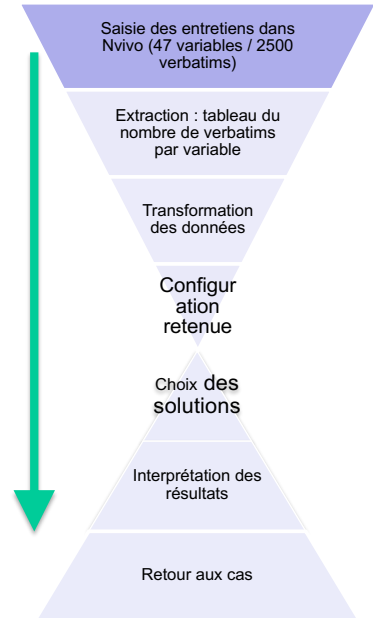 Saisie des entretiens dans
Nvivo (47 variables / 2500
verbatims)
Extraction : tableau du
nombre de verbatims
par variable
Transformation
des données
Configur
ation
retenue
Choix des
solutions
Interprétation des
résultats
Retour aux cas